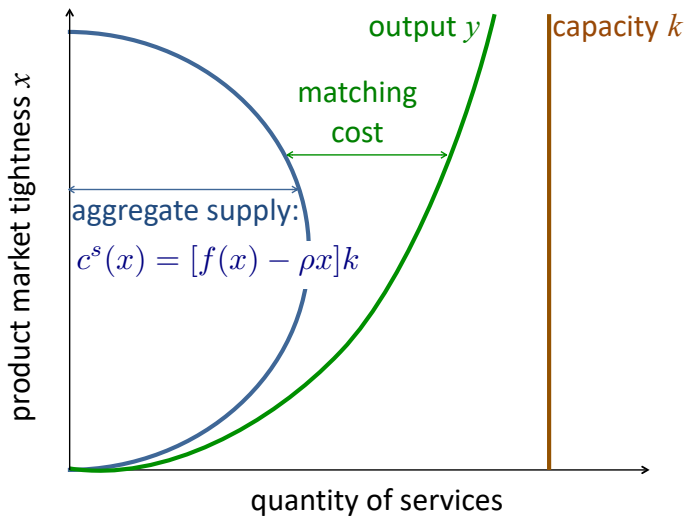 output y
capacity k
matching
cost
aggregate supply:
c^s(x) = [f(x) − ρx]k
product market tightness x
quantity of services